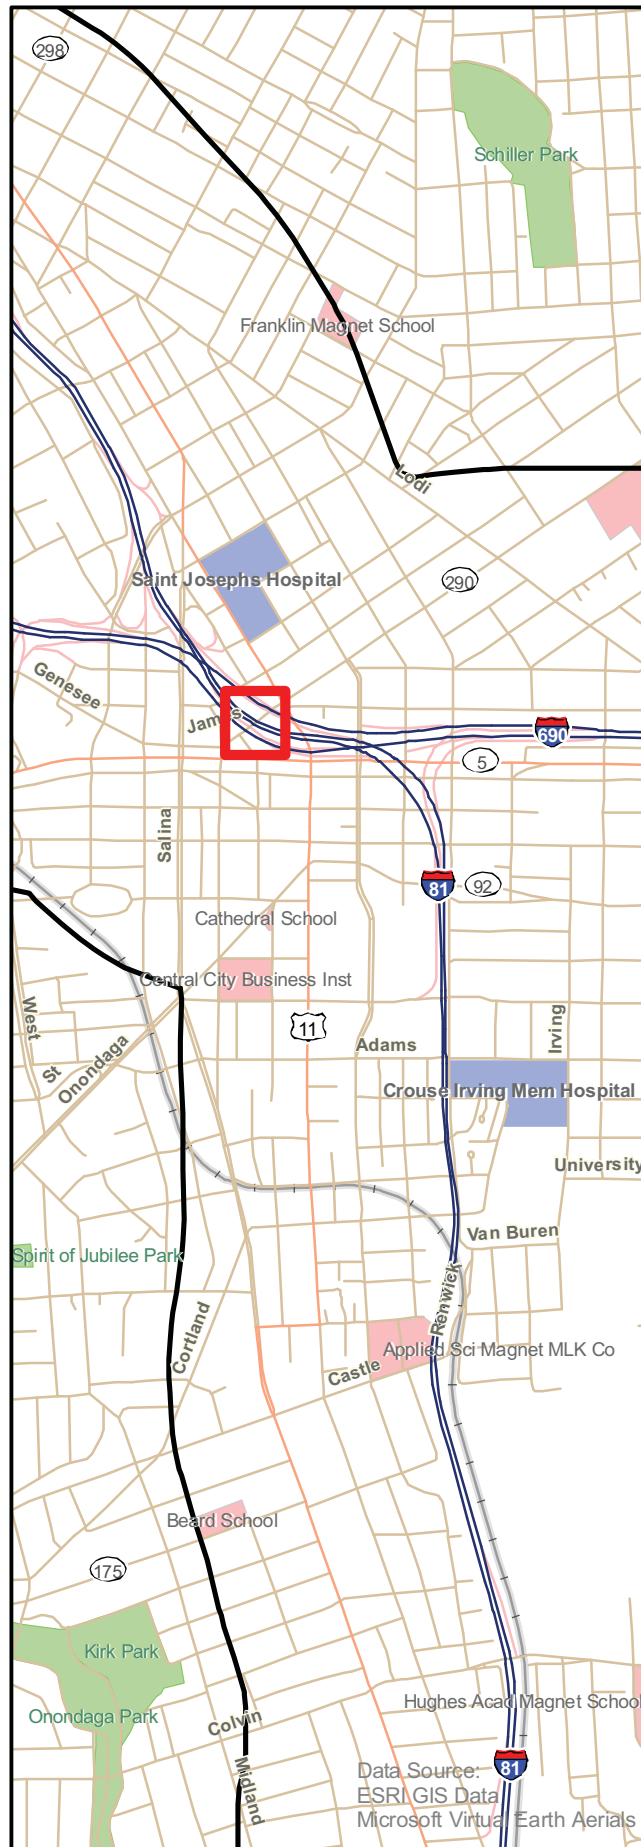 298
Schiller Park
Franklin Magnet School
Lodi
Saint Josephs Hospital
290
Genesee
James
690
5
Salina
81
92
Cathedral School
Central City Business Inst
West
St
Onondaga
11
Adams
Irving
Crouse Irving Mem Hospital
University
Van Buren
Spirit of Jubilee Park
Renwick
Cortland
Applied Sci Magnet MLK Co
Castle
Beard School
175
Kirk Park
Onondaga Park
Hughes Acad Magnet School
Colvin
Midland
81
Data Source:
ESRI GIS Data
Microsoft Virtual Earth Aerials